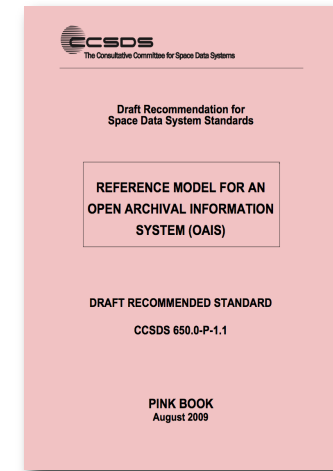 CCSDS
The Consultative Committee for Space Data Systems
Draft Recommendation for
Space Data System Standards
REFERENCE MODEL FOR AN
OPEN ARCHIVAL INFORMATION
SYSTEM (OAIS)
DRAFT RECOMMENDED STANDARD
CCSDS 650.0-P-1.1
PINK BOOK
August 2009